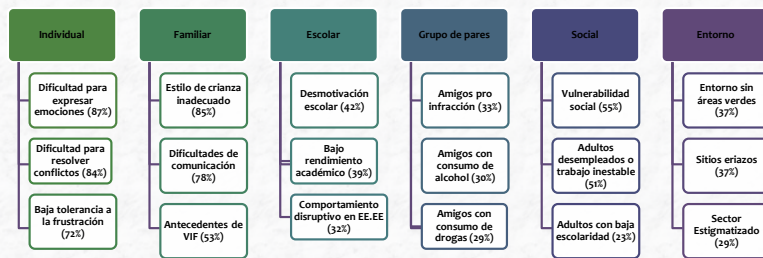 Individual
Dificultad para
expresar
emociones (87%)
Dificultad para
resolver
conflictos (84%)
Baja tolerancia a
la frustración
(72%)
Familiar
Estilo de crianza
inadecuado
(85%)
Dificultades de
comunicación
(78%)
Antecedentes de
VIF (53%)
Escolar
Desmotivación
escolar (42%)
Bajo
rendimiento
académico (39%)
Comportamiento
disruptivo en EE.EE
(32%)
Grupo de pares
Amigos pro
infracción (33%)
Amigos con
consumo de
alcohol (30%)
Amigos con
consumo de
drogas (29%)
Social
Vulnerabilidad
social (55%)
Adultos
desempleados o
trabajo inestable
(51%)
Adultos con baja
escolaridad (23%)
Entorno
Entorno sin
áreas verdes
(37%)
Sitios eriazos
(37%)
Sector
Estigmatizado
(29%)